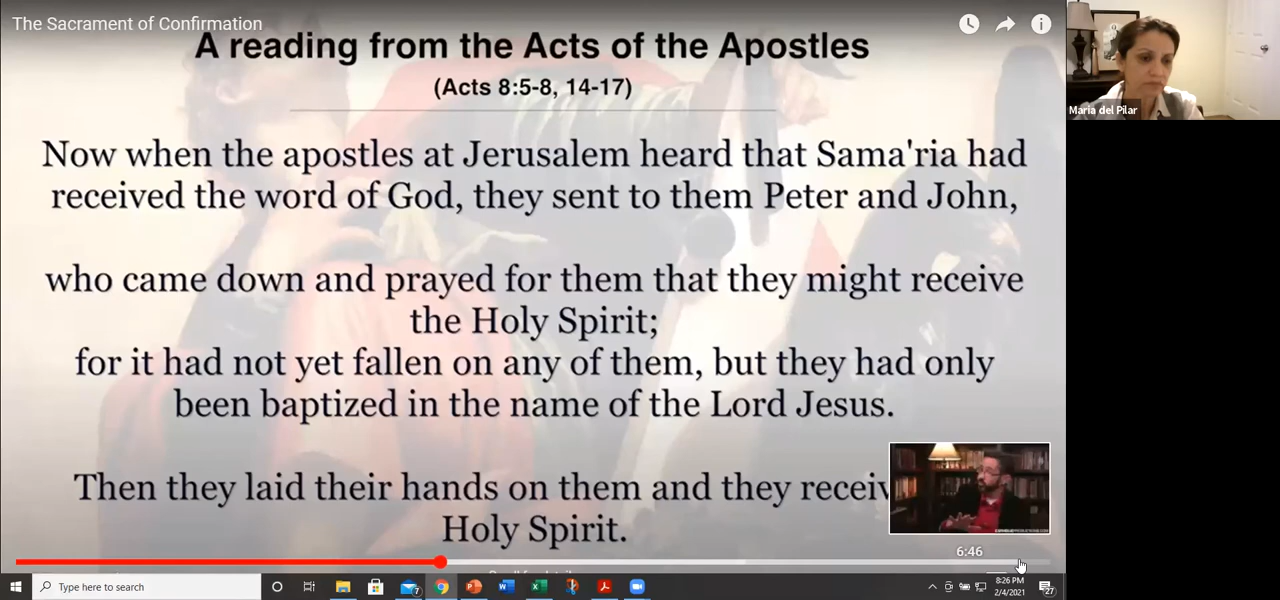 The Sacrament of Confirmation
A reading from the Acts of the Apostles
(Acts 8:5-8, 14-17)
Now when the apostles at Jerusalem heard that Sama'ria had
received the word of God, they sent to them Peter and John,
who came down and prayed for them that they might receive
the Holy Spirit;
for it had not yet fallen on any of them, but they had only
been baptized in the name of the Lord Jesus.
Then they laid their hands on them and they receiv
Holy Spirit.
6:46
Maria del Pilar
Type here to search
7
8:26 PM
2/4/2021
27